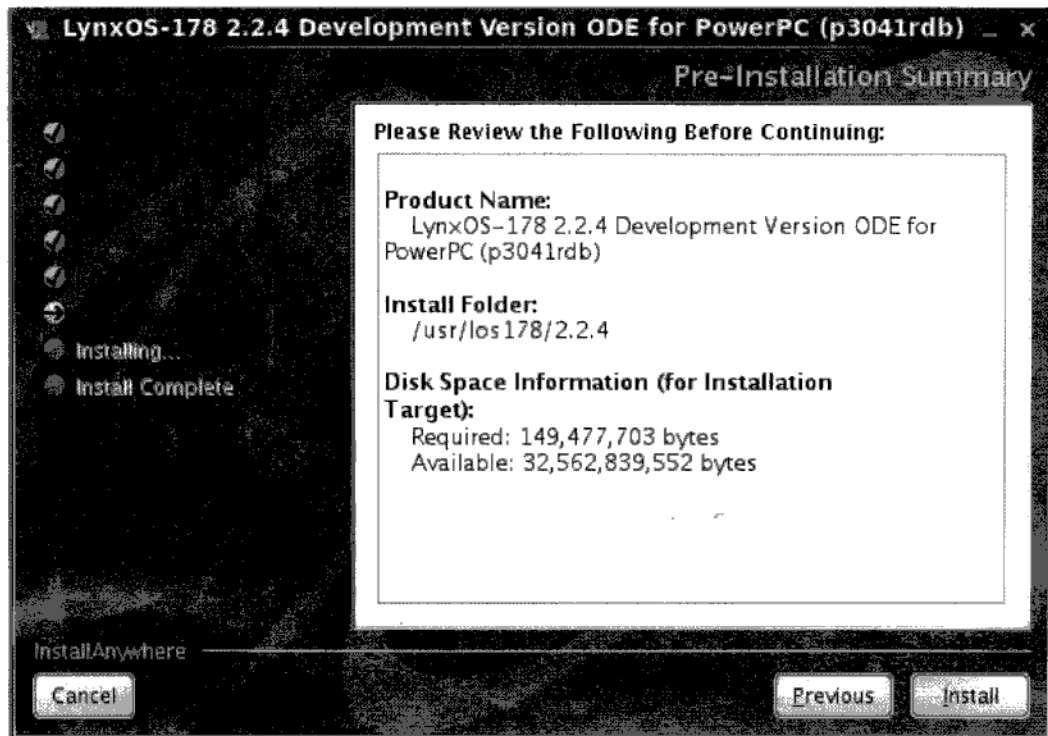 LynxOS-178 2.2.4 Development Version ODE for PowerPC (p3041rdb)
Pre-Installation Summary
Please Review the Following Before Continuing:
Product Name:
LynxOS-178 2.2.4 Development Version ODE for
PowerPC (p3041rdb)
Install Folder:
/usr/los178/2.2.4
Disk Space Information (for Installation
Target):
Required: 149,477,703 bytes
Available: 32,562,839,552 bytes
Installing...
Install Complete
InstallAnywhere
Cancel
Previous
Install